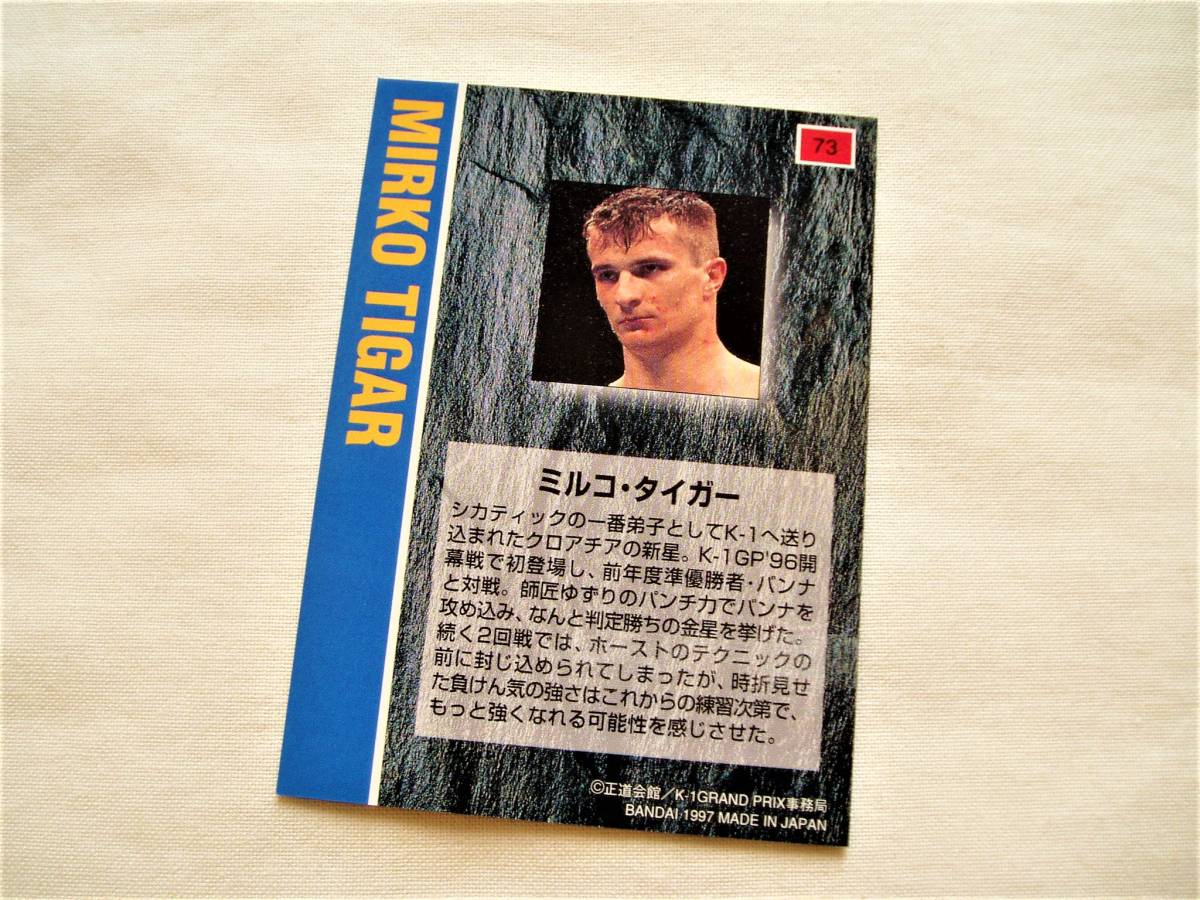 MIRKO TIGAR
73
ミルコ・タイガー
シカティックの一番弟子としてK-1へ送り
込まれたクロアチアの新星。K-1GP'96開
幕戦で初登場し、前年度準優勝者・バンナ
と対戦。師匠ゆずりのパンチ力でバンナを
攻め込み、なんと判定勝ちの金星を挙げた。
続く2回戦では、ホーストのテクニックの
前に封じ込められてしまったが、時折見せ
た負けん気の強さはこれからの練習次第で、
もっと強くなれる可能性を感じさせた。
©正道会館/K-1GRAND PRIX事務局
BANDAI 1997 MADE IN JAPAN